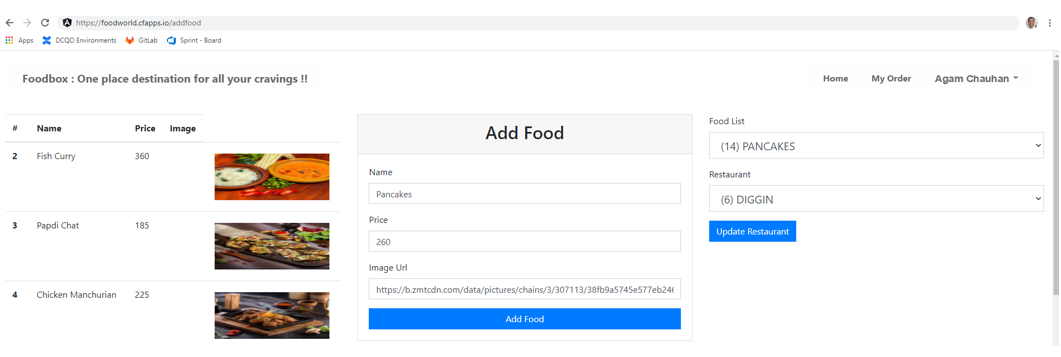 https://foodworld.cfapps.io/addfood
Apps DCQO Environments GitLab Sprint - Board
Foodbox : One place destination for all your cravings !!
Home My Order Agam Chauhan
# Name Price Image
2 Fish Curry 360
3 Papdi Chat 185
4 Chicken Manchurian 225
Add Food
Name
Pancakes
Price
260
Image Url
https://b.zmtcdn.com/data/pictures/chains/3/307113/38fb9a5745e577eb246
Add Food
Food List
(14) PANCAKES
Restaurant
(6) DIGGIN
Update Restaurant